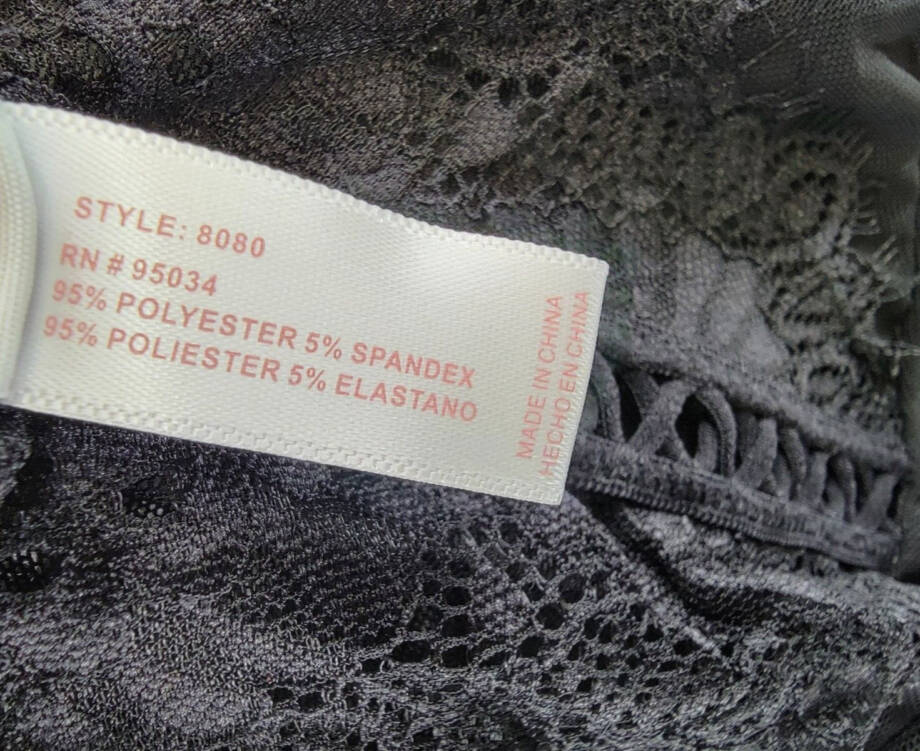 STYLE: 8080
RN # 95034
95% POLYESTER 5% SPANDEX
95% POLIESTER 5% ELASTANO
MADE IN CHINA
HECHO EN CHINA